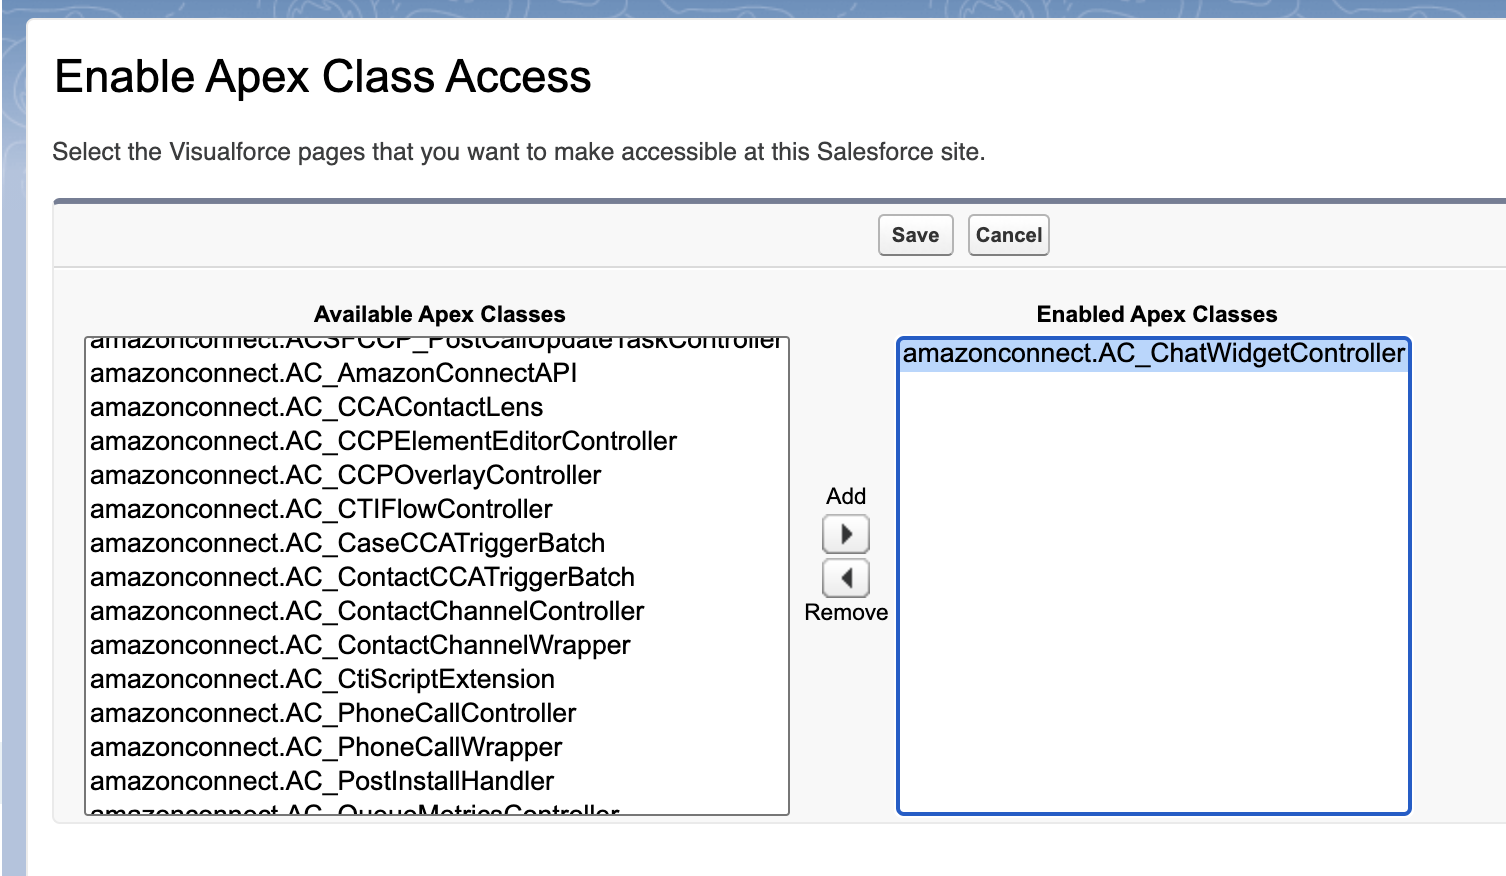 Enable Apex Class Access
Select the Visualforce pages that you want to make accessible at this Salesforce site.
Save Cancel
Available Apex Classes
amazonconnect.ACSFCCP_PostCallUpdateTaskController
amazonconnect.AC_AmazonConnectAPI
amazonconnect.AC_CCAContactLens
amazonconnect.AC_CCPElementEditorController
amazonconnect.AC_CCPOverlayController
amazonconnect.AC_CTIFlowController
amazonconnect.AC_CaseCCATriggerBatch
amazonconnect.AC_ContactCCATriggerBatch
amazonconnect.AC_ContactChannelController
amazonconnect.AC_ContactChannelWrapper
amazonconnect.AC_CtiScriptExtension
amazonconnect.AC_PhoneCallController
amazonconnect.AC_PhoneCallWrapper
amazonconnect.AC_PostInstallHandler
amazonconnect.AC_QueueMetricsController
Add
Remove
Enabled Apex Classes
amazonconnect.AC_ChatWidgetController